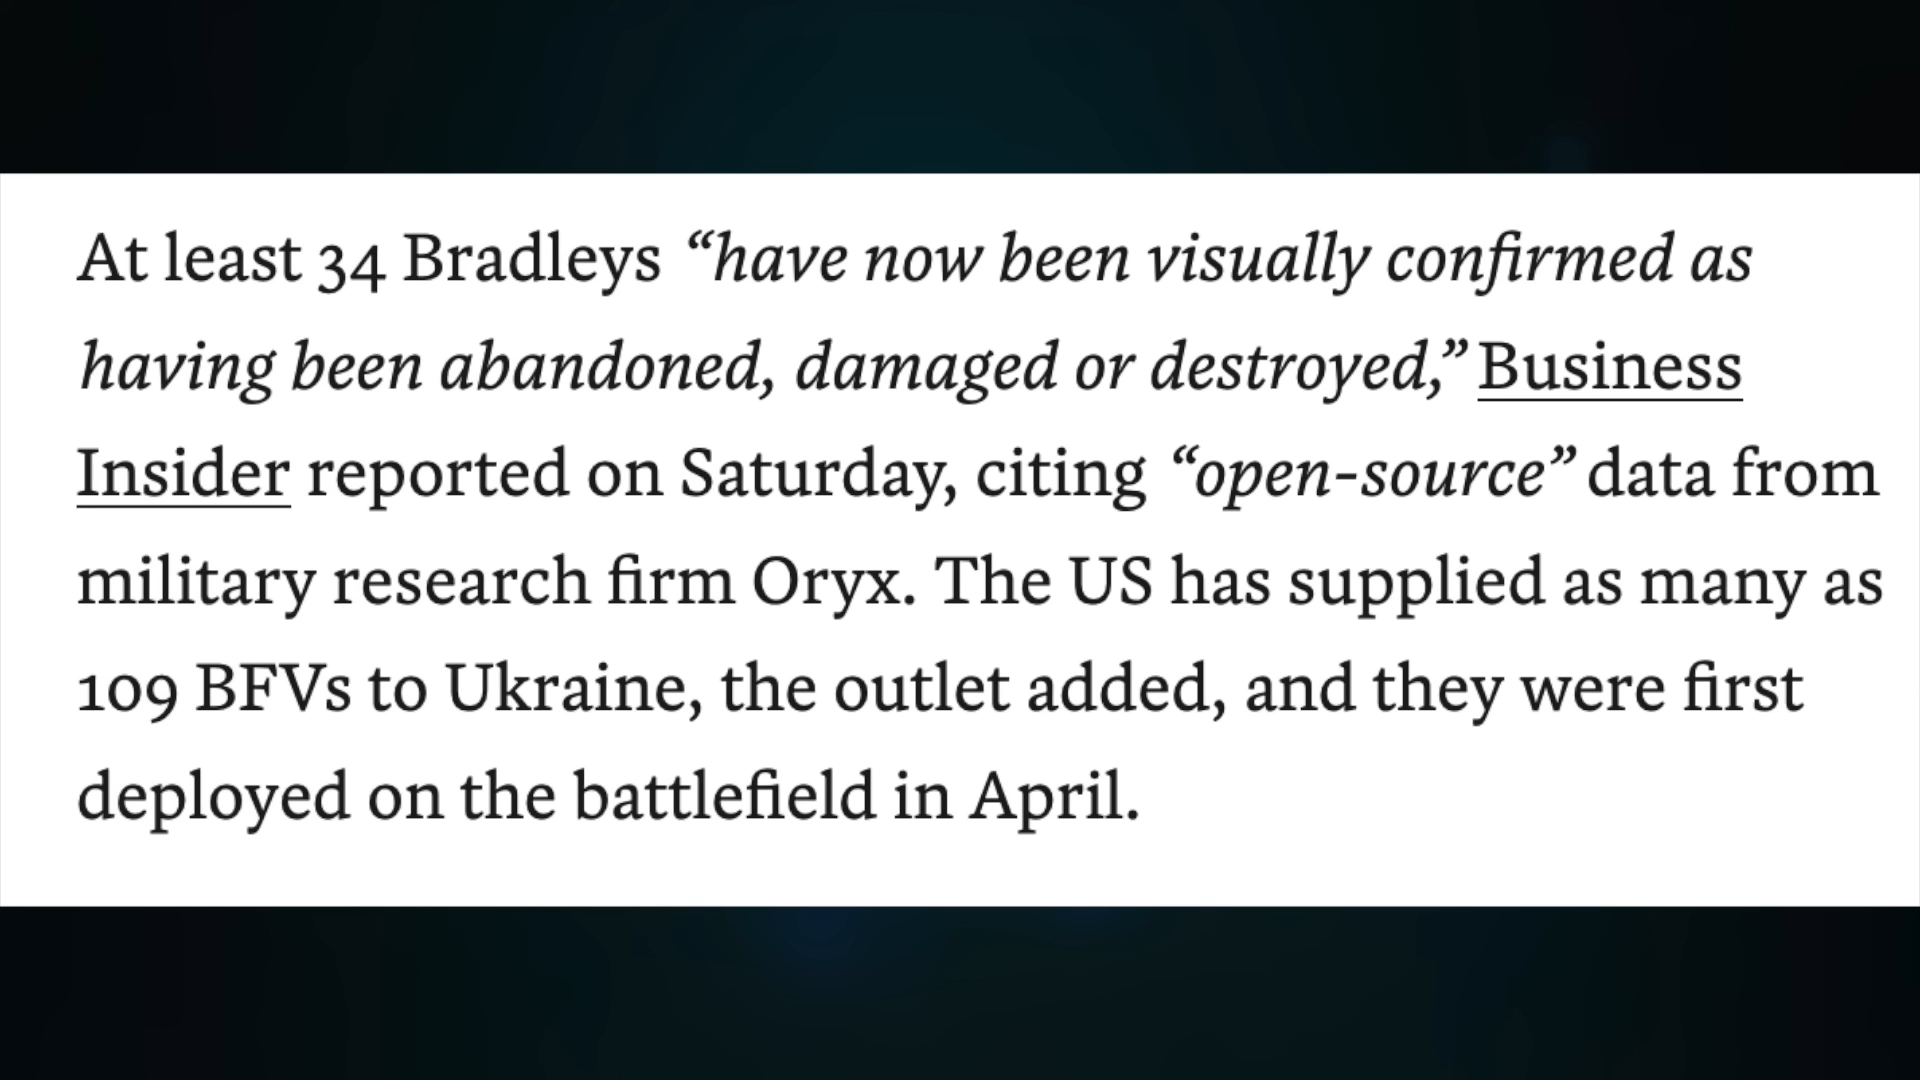 At least 34 Bradleys “have now been visually confirmed as
having been abandoned, damaged or destroyed,” Business
Insider reported on Saturday, citing “open-source” data from
military research firm Oryx. The US has supplied as many as
109 BFVs to Ukraine, the outlet added, and they were first
deployed on the battlefield in April.